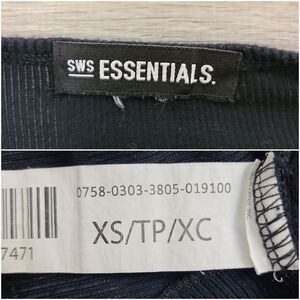 SWS ESSENTIALS.
0758-0303-3805-019100
XS/TP/XC
7471